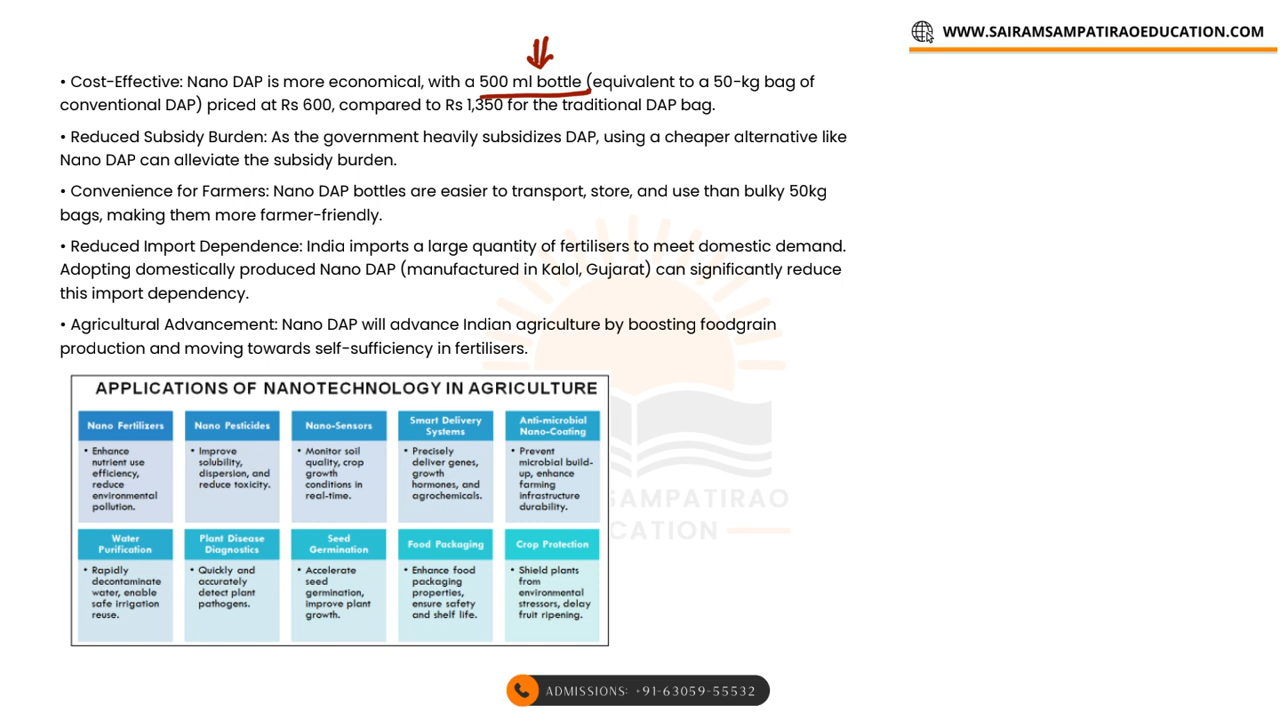 WWW.SAIRAMSAMPATIRAOEDUCATION.COM
• Cost-Effective: Nano DAP is more economical, with a 500 ml bottle (equivalent to a 50-kg bag of
conventional DAP) priced at Rs 600, compared to Rs 1,350 for the traditional DAP bag.
• Reduced Subsidy Burden: As the government heavily subsidizes DAP, using a cheaper alternative like
Nano DAP can alleviate the subsidy burden.
• Convenience for Farmers: Nano DAP bottles are easier to transport, store, and use than bulky 50kg
bags, making them more farmer-friendly.
• Reduced Import Dependence: India imports a large quantity of fertilisers to meet domestic demand.
Adopting domestically produced Nano DAP (manufactured in Kalol, Gujarat) can significantly reduce
this import dependency.
• Agricultural Advancement: Nano DAP will advance Indian agriculture by boosting foodgrain
production and moving towards self-sufficiency in fertilisers.
APPLICATIONS OF NANOTECHNOLOGY IN AGRICULTURE
Nano Fertilizers
• Enhance
nutrient use
efficiency,
reduce
environmental
pollution.
Nano Pesticides
• Improve
solubility,
dispersion, and
reduce toxicity.
Nano-Sensors
• Monitor soil
quality, crop
growth
conditions in
real-time.
Smart Delivery
Systems
• Precisely
deliver genes,
growth
hormones, and
agrochemicals.
Anti-microbial
Nano-Coating
• Prevent
microbial build-
up, enhance
farming
infrastructure
durability.
Water
Purification
• Rapidly
decontaminate
water, enable
safe irrigation
reuse.
Plant Disease
Diagnostics
• Quickly and
accurately
detect plant
pathogens.
Seed
Germination
• Accelerate
seed
germination,
improve plant
growth.
Food Packaging
• Enhance food
packaging
properties,
ensure safety
and shelf life.
Crop Protection
• Shield plants
from
environmental
stressors, delay
fruit ripening.
SAMPATIRAO
CATION
ADMISSIONS: +91-63059-55532